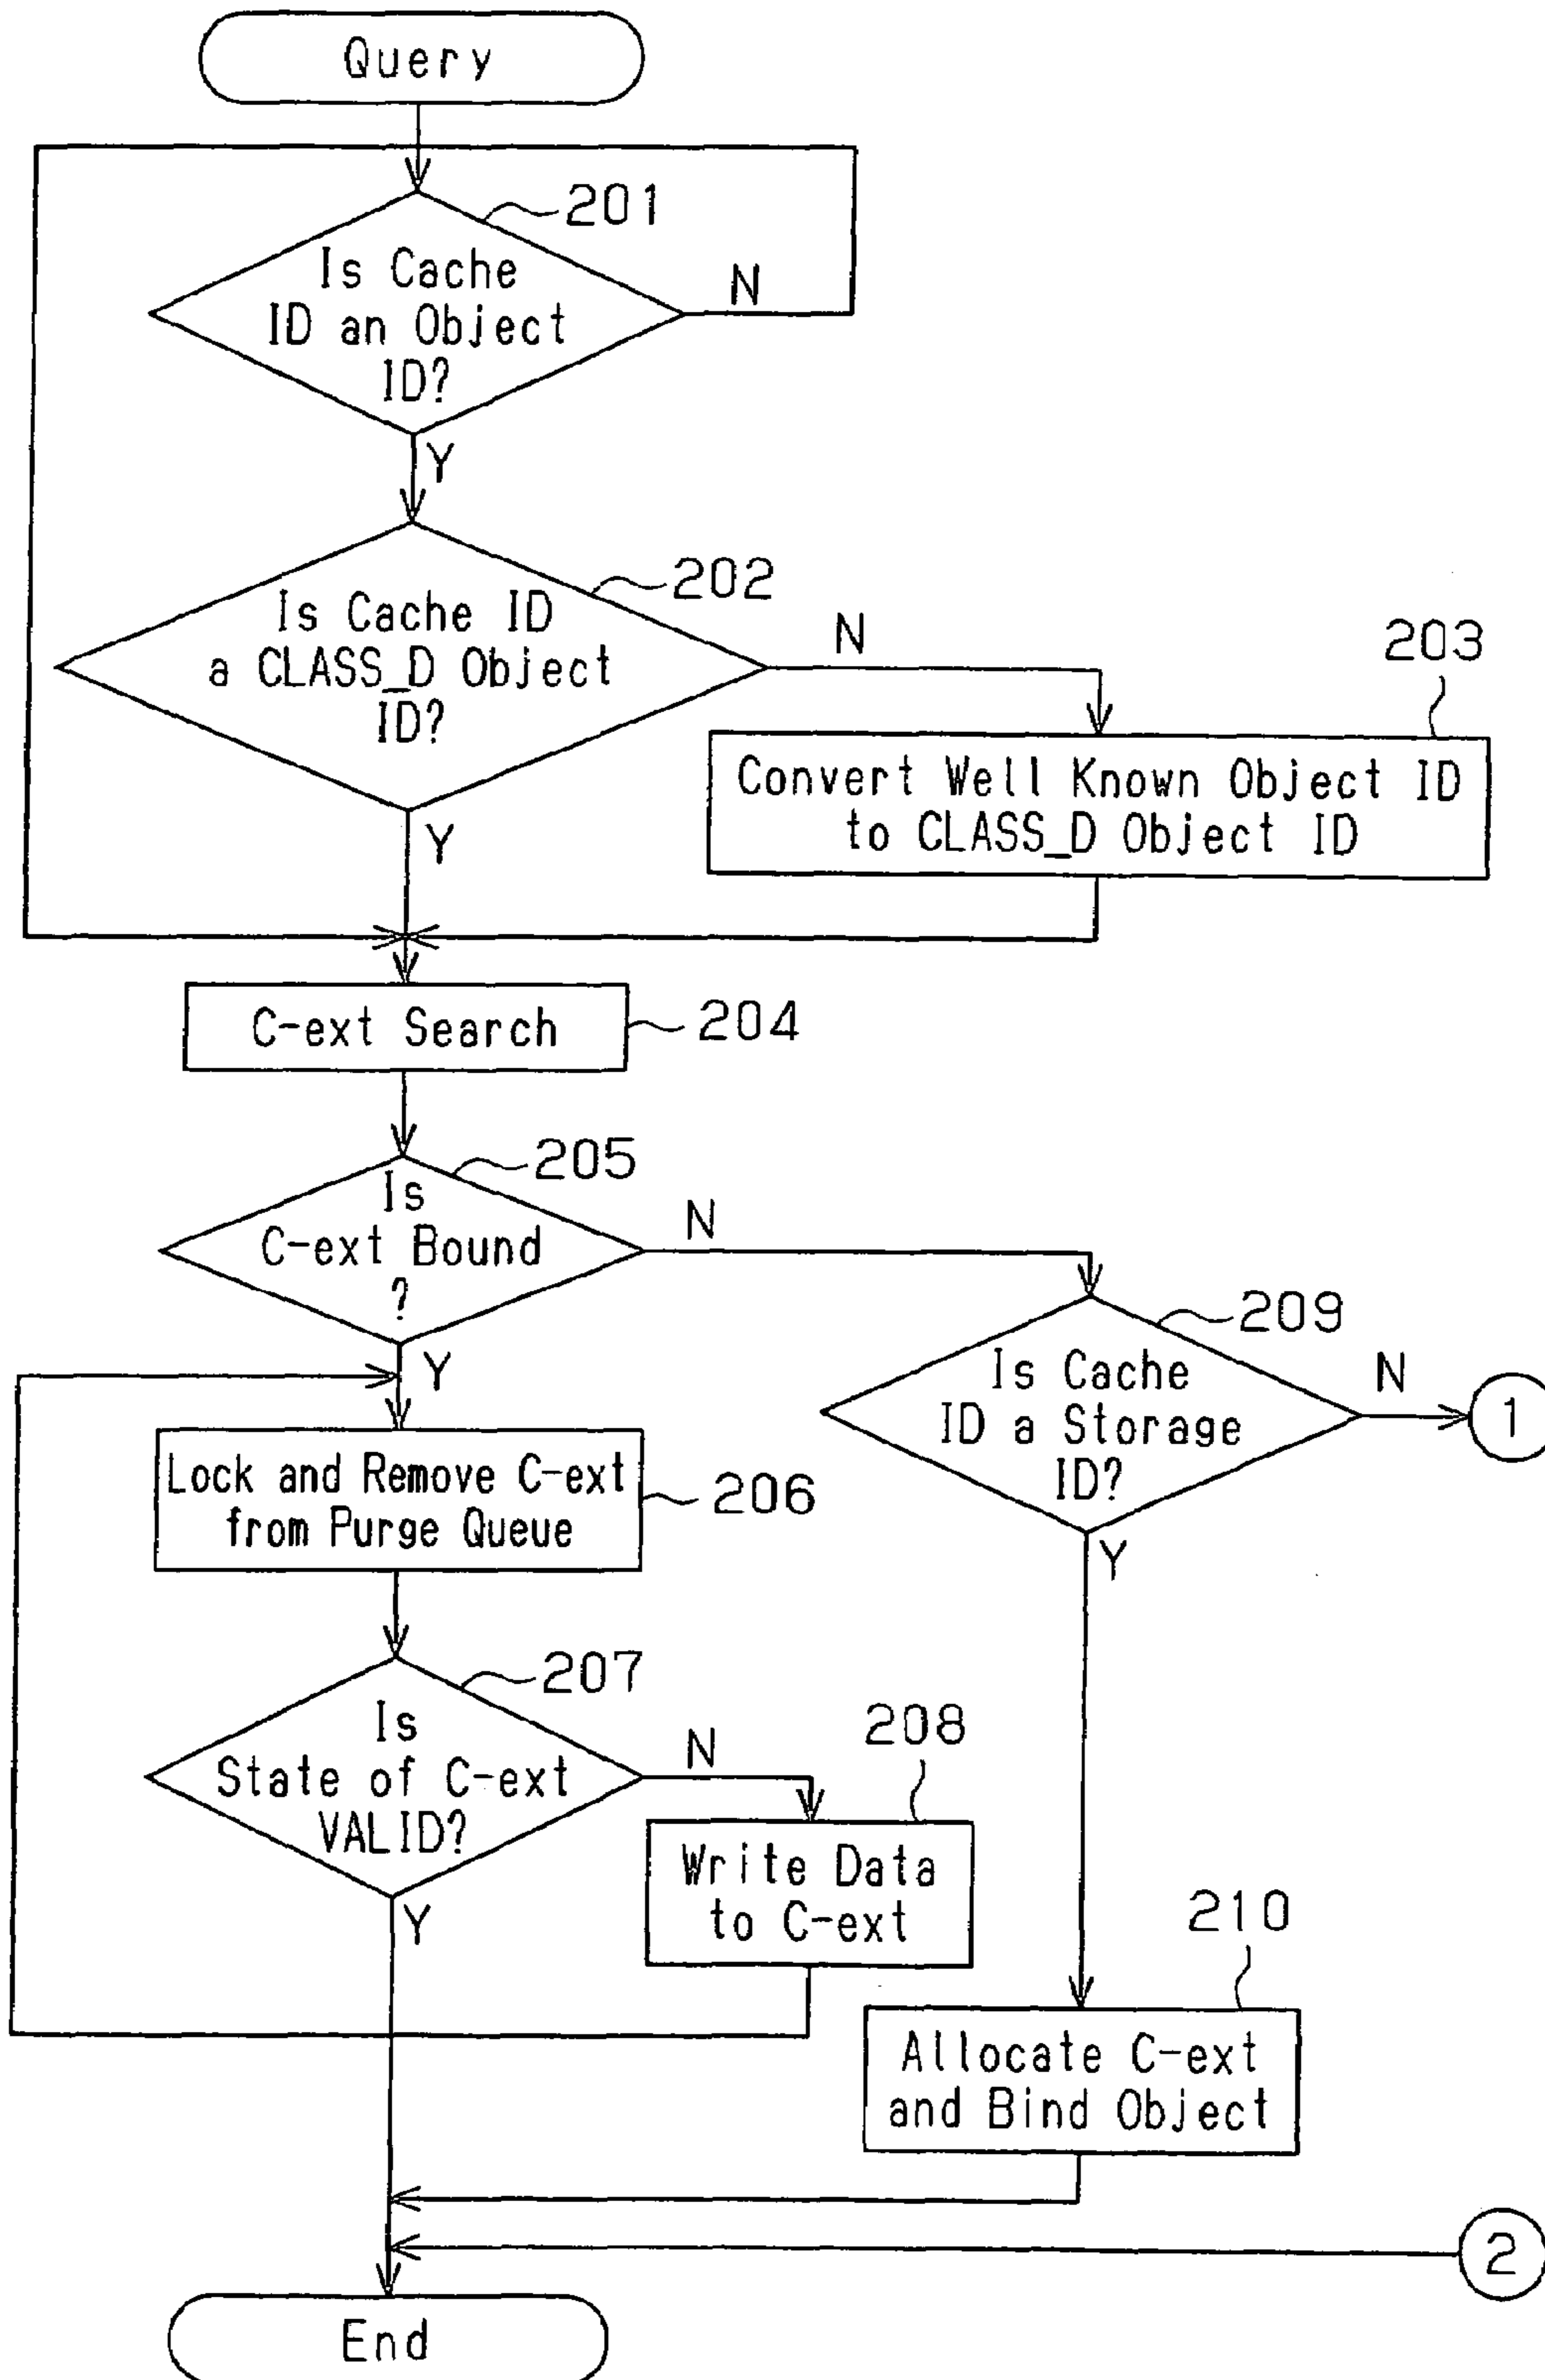 Query
201
Is Cache
ID an Object
ID?
N
Y
202
Is Cache ID
a CLASS_D Object
ID?
N
203
Convert Well Known Object ID
to CLASS_D Object ID
Y
C-ext Search
204
205
Is
C-ext Bound
?
N
209
Y
Is Cache
ID a Storage
ID?
N
1
Lock and Remove C-ext
from Purge Queue
206
Y
207
Is
State of C-ext
VALID?
N
208
Write Data
to C-ext
Y
210
Allocate C-ext
and Bind Object
2
End